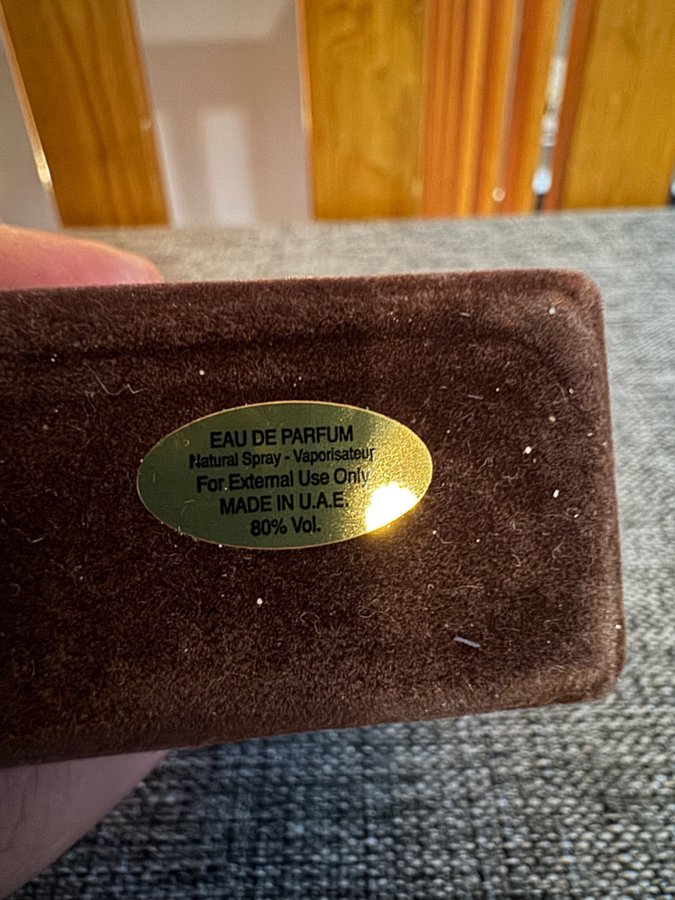 EAU DE PARFUM
Natural Spray - Vaporisateur
For External Use Only
MADE IN U.A.E.
80% Vol.